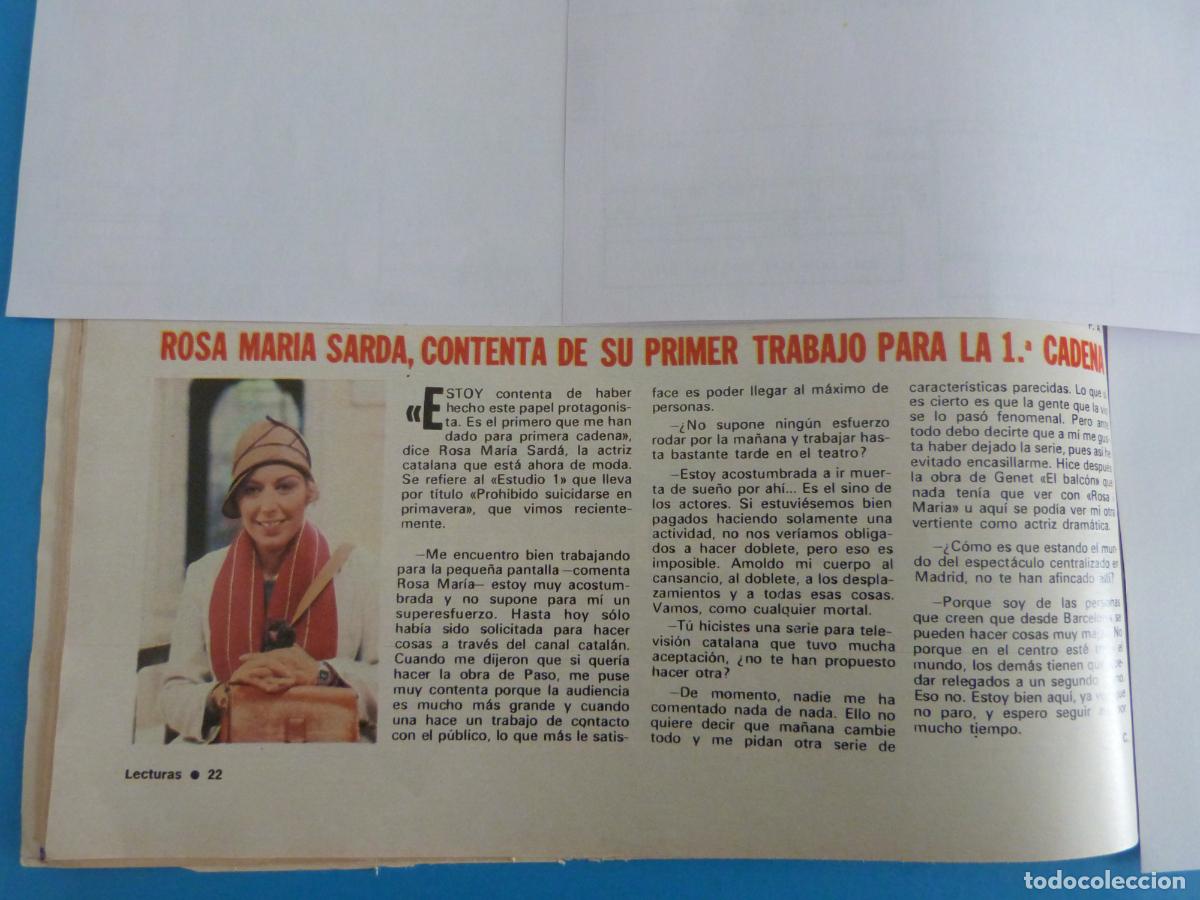 ROSA MARIA SARDA, CONTENTA DE SU PRIMER TRABAJO PARA LA 1.ª CADENA
«ESTOY contenta de haber
hecho este papel protagonis-
ta. Es el primero que me han
dado para primera cadena»,
dice Rosa María Sardá, la actriz
catalana que está ahora de moda.
Se refiere al «Estudio 1» que lleva
por título «Prohibido suicidarse en
primavera», que vimos reciente-
mente.
—Me encuentro bien trabajando
para la pequeña pantalla —comenta
Rosa María— estoy muy acostum-
brada y no supone para mí un
superesfuerzo. Hasta hoy sólo
había sido solicitada para hacer
cosas a través del canal catalán.
Cuando me dijeron que si quería
hacer la obra de Paso, me puse
muy contenta porque la audiencia
es mucho más grande y cuando
una hace un trabajo de contacto
con el público, lo que más le satis-
face es poder llegar al máximo de
personas.
—¿No supone ningún esfuerzo
rodar por la mañana y trabajar has-
ta bastante tarde en el teatro?
—Estoy acostumbrada a ir muer-
ta de sueño por ahí... Es el sino de
los actores. Si estuviésemos bien
pagados haciendo solamente una
actividad, no nos veríamos obliga-
dos a hacer doblete, pero eso es
imposible. Amoldo mi cuerpo al
cansancio, al doblete, a los despla-
zamientos y a todas esas cosas.
Vamos, como cualquier mortal.
—Tú hicistes una serie para tele-
visión catalana que tuvo mucha
aceptación, ¿no te han propuesto
hacer otra?
—De momento, nadie me ha
comentado nada de nada. Ello no
quiere decir que mañana cambie
todo y me pidan otra serie de
características parecidas. Lo que
es cierto es que la gente que la
se lo pasó fenomenal. Pero ante
todo debo decirte que a mí me gus-
ta haber dejado la serie, pues así he
evitado encasillarme. Hice después
la obra de Genet «El balcón» que
nada tenía que ver con «Rosa
Maria» u aquí se podía ver mi otra
vertiente como actriz dramática.
—¿Cómo es que estando el mun-
do del espectáculo centralizado en
Madrid, no te han afincado allí?
—Porque soy de las personas
que creen que desde Barcelona se
pueden hacer cosas muy No
porque en el centro esté el
mundo, los demás tienen que
dar relegados a un segundo
Eso no. Estoy bien aquí, ya que
no paro, y espero seguir por
mucho tiempo.
C.
Lecturas ● 22
todocoleccion